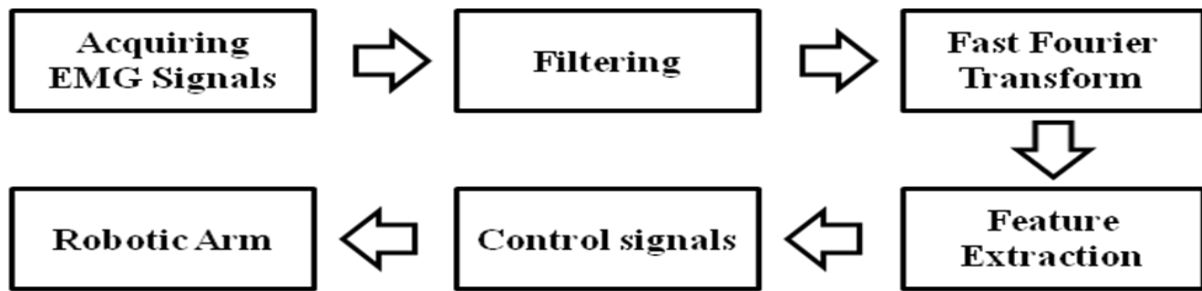 Acquiring
EMG Signals
Filtering
Fast Fourier
Transform
Feature
Extraction
Control signals
Robotic Arm